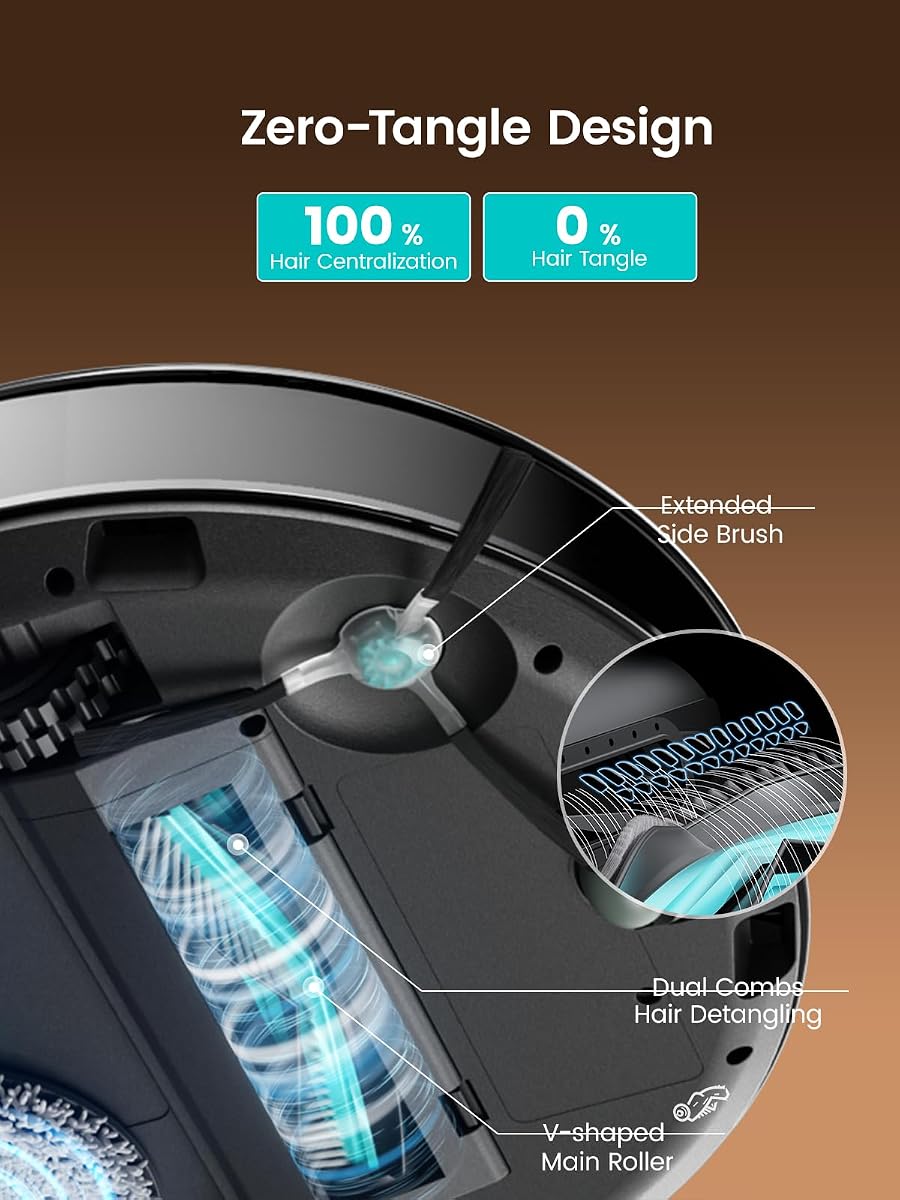 Zero-Tangle Design
100 %
Hair Centralization
0 %
Hair Tangle
Extended
Side Brush
Dual Combs
Hair Detangling
V-shaped
Main Roller